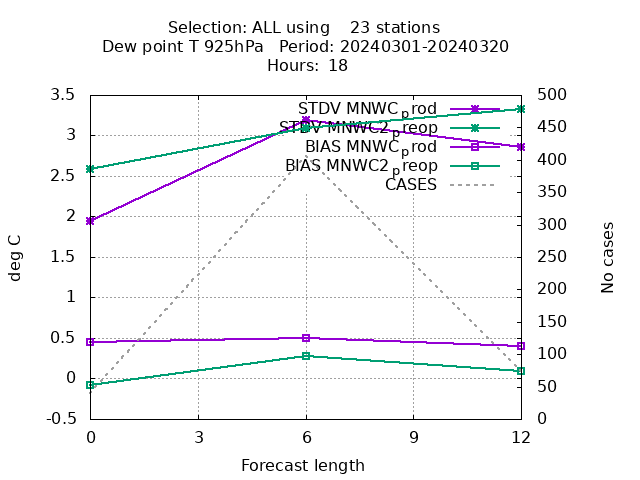 Selection: ALL using    23 stations
Dew point T 925hPa   Period: 20240301-20240320
Hours: 18
3.5
3
2.5
2
1.5
1
0.5
0
-0.5
500
450
400
350
300
250
200
150
100
50
0
deg C
No cases
STDV MNWC_prod
STDV MNWC2_preop
BIAS MNWC_prod
BIAS MNWC2_preop
CASES
0 3 6 9 12
Forecast length